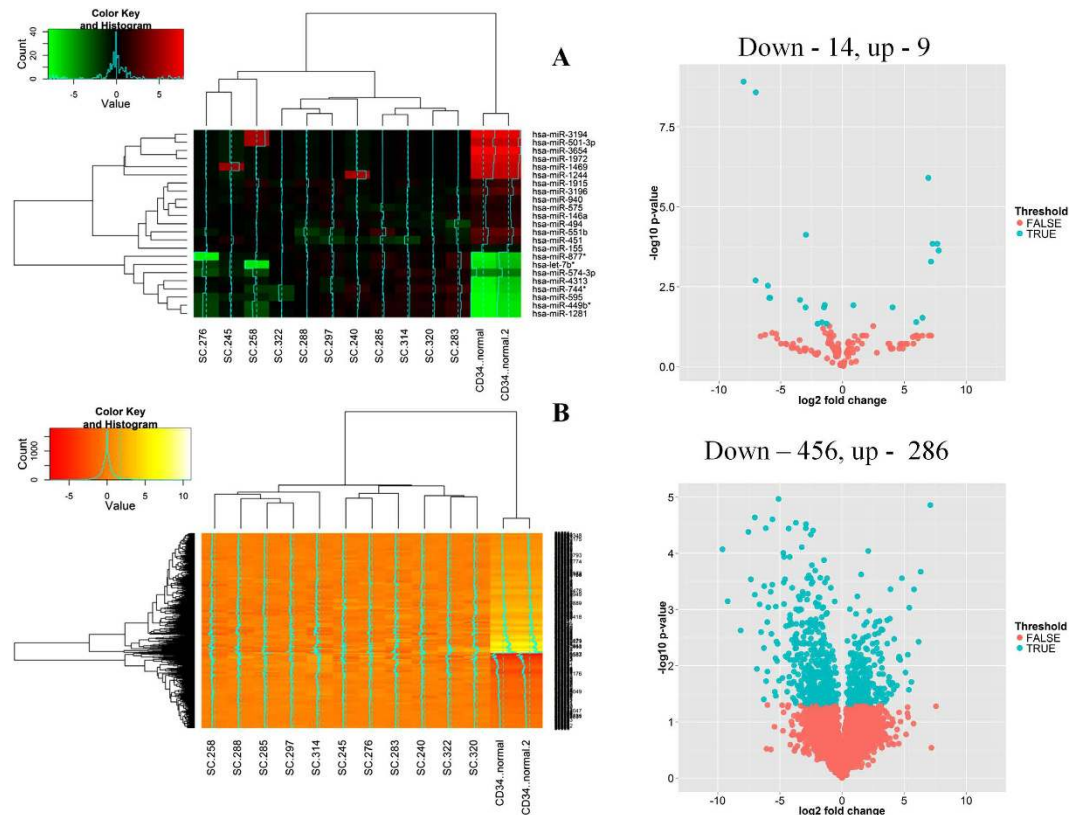 Color Key
and Histogram
Count
0 10 20 30 40
-5 0 5
Value
A
hsa-miR-3194
hsa-miR-501-3p
hsa-miR-3654
hsa-miR-1972
hsa-miR-1469
hsa-miR-1244
hsa-miR-1915
hsa-miR-3196
hsa-miR-940
hsa-miR-575
hsa-miR-146a
hsa-miR-494
hsa-miR-551b
hsa-miR-451
hsa-miR-155
hsa-miR-877*
hsa-let-7b*
hsa-miR-574-3p
hsa-miR-4313
hsa-miR-744*
hsa-miR-595
hsa-miR-449b*
hsa-miR-1281
SC.276
SC.245
SC.258
SC.322
SC.288
SC.297
SC.240
SC.285
SC.314
SC.320
SC.283
CD34..normal
CD34..normal.2
Down - 14, up - 9
-log10 p-value
7.5
5.0
2.5
0.0
-10 -5 0 5 10
log2 fold change
Threshold
FALSE
TRUE
Color Key
and Histogram
Count
0 1000
-5 0 5 10
Value
B
SC.258
SC.288
SC.285
SC.297
SC.314
SC.245
SC.276
SC.283
SC.240
SC.322
SC.320
CD34..normal
CD34..normal.2
Down – 456, up - 286
-log10 p-value
5
4
3
2
1
0
-10 -5 0 5 10
log2 fold change
Threshold
FALSE
TRUE